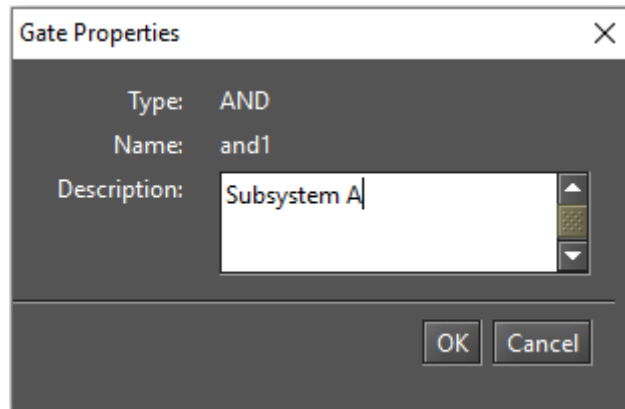 Gate Properties
Type: AND
Name: and1
Description: Subsystem A
OK Cancel